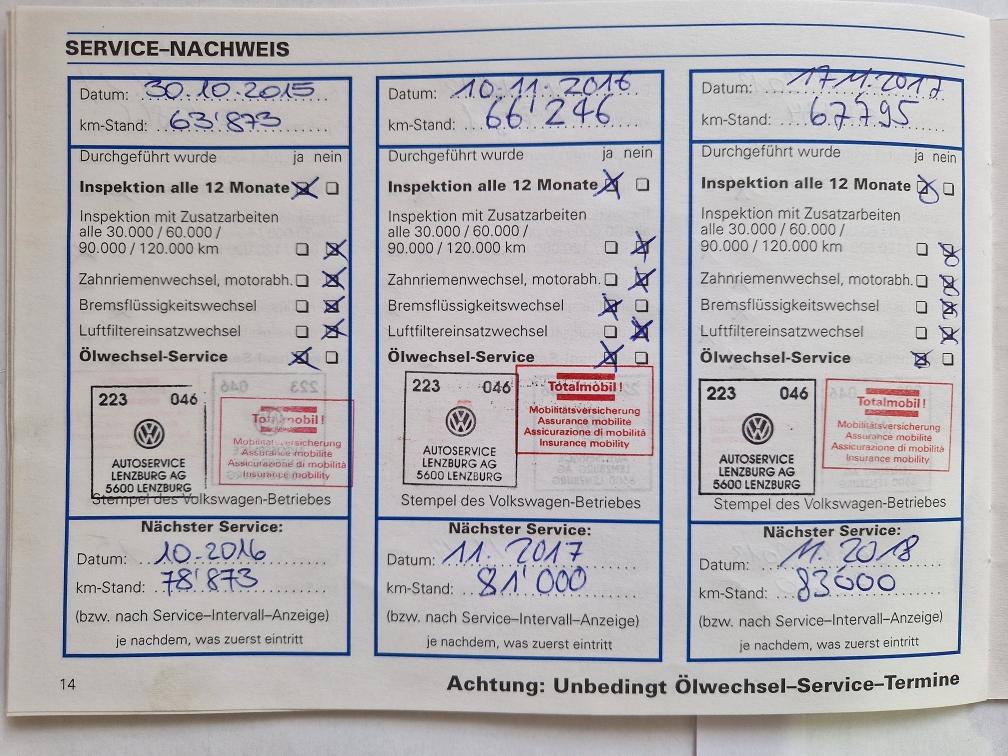 SERVICE–NACHWEIS
Datum: 30.10.2015
km-Stand: 63'873
Durchgeführt wurde ja nein
Inspektion alle 12 Monate
Inspektion mit Zusatzarbeiten
alle 30.000 / 60.000 /
90.000 / 120.000 km
Zahnriemenwechsel, motorabh.
Bremsflüssigkeitswechsel
Luftfiltereinsatzwechsel
Ölwechsel-Service
223 046
AUTOSERVICE
LENZBURG AG
5600 LENZBURG
Totalmobil!
Mobilitätsversicherung
Assurance mobilité
Assicurazione di mobilità
Insurance mobility
Stempel des Volkswagen-Betriebes
Nächster Service:
Datum: 10.2016
km-Stand: 78'873
(bzw. nach Service–Intervall–Anzeige)
je nachdem, was zuerst eintritt
Datum: 10.11.2016
km-Stand: 66'246
Durchgeführt wurde ja nein
Inspektion alle 12 Monate
Inspektion mit Zusatzarbeiten
alle 30.000 / 60.000 /
90.000 / 120.000 km
Zahnriemenwechsel, motorabh.
Bremsflüssigkeitswechsel
Luftfiltereinsatzwechsel
Ölwechsel-Service
223 046
AUTOSERVICE
LENZBURG AG
5600 LENZBURG
Totalmobil!
Mobilitätsversicherung
Assurance mobilite
Assicurazione di mobilità
Insurance mobility
Stempel des Volkswagen-Betriebes
Nächster Service:
Datum: 11. 2017
km-Stand: 81'000
(bzw. nach Service–Intervall–Anzeige)
je nachdem, was zuerst eintritt
Datum: 17.11.2017
km-Stand: 67795
Durchgeführt wurde ja nein
Inspektion alle 12 Monate
Inspektion mit Zusatzarbeiten
alle 30.000 / 60.000 /
90.000 / 120.000 km
Zahnriemenwechsel, motorabh.
Bremsflüssigkeitswechsel
Luftfiltereinsatzwechsel
Ölwechsel-Service
223 046
AUTOSERVICE
LENZBURG AG
5600 LENZBURG
Totalmobil!
Mobilitätsversicherung
Assurance mobilité
Assicurazione di mobilità
Insurance mobility
Stempel des Volkswagen-Betriebes
Nächster Service:
Datum: 11. 2018
km-Stand: 83000
(bzw. nach Service–Intervall–Anzeige)
je nachdem, was zuerst eintritt
14
Achtung: Unbedingt Ölwechsel–Service–Termine